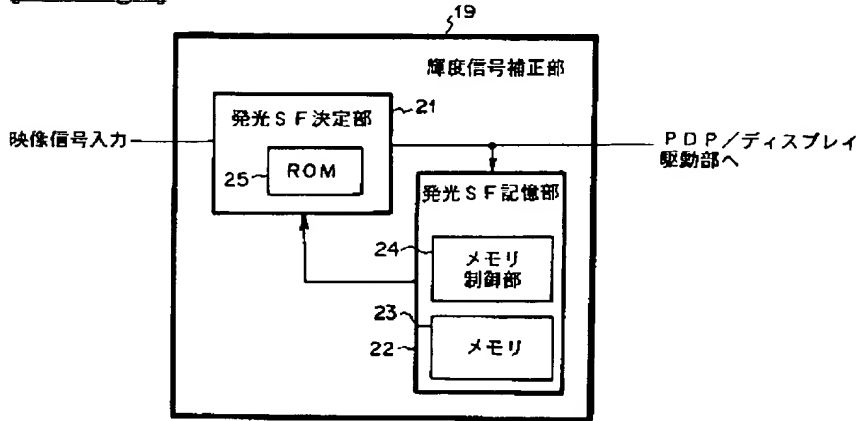 19
輝度信号補正部
発光SF決定部
21
映像信号入力
PDP/ディスプレイ
駆動部へ
25
ROM
発光SF記憶部
24
メモリ
制御部
23
メモリ
22